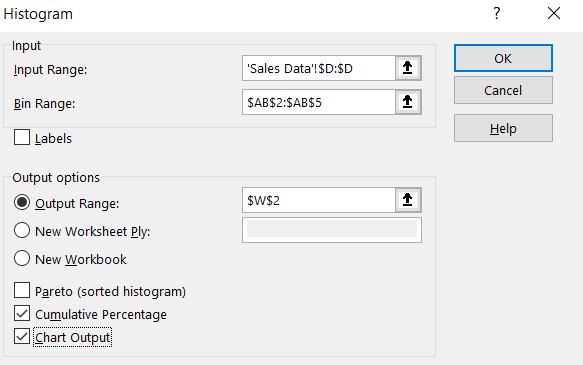 Histogram ?
Input
Input Range: 'Sales Data'!$D:$D
Bin Range: $AB$2:$AB$5
Labels
OK
Cancel
Help
Output options
Output Range: $W$2
New Worksheet Ply:
New Workbook
Pareto (sorted histogram)
Cumulative Percentage
Chart Output